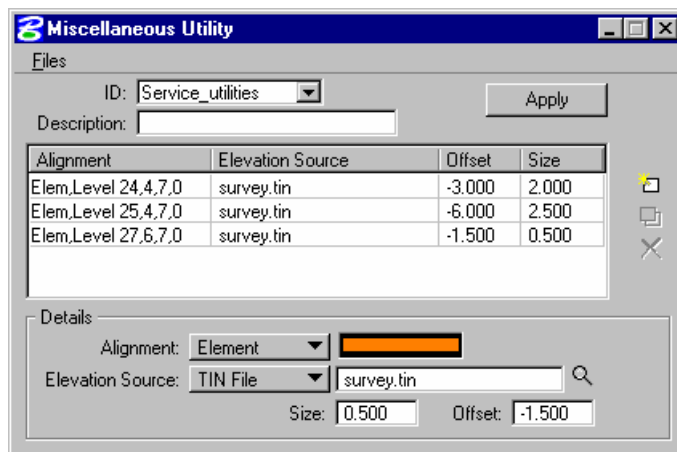 Miscellaneous Utility
Files
ID: Service_utilities
Apply
Description:
Alignment Elevation Source Offset Size
Elem,Level 24,4,7,0 survey.tin -3.000 2.000
Elem,Level 25,4,7,0 survey.tin -6.000 2.500
Elem,Level 27,6,7,0 survey.tin -1.500 0.500
Details
Alignment: Element
Elevation Source: TIN File survey.tin
Size: 0.500 Offset: -1.500